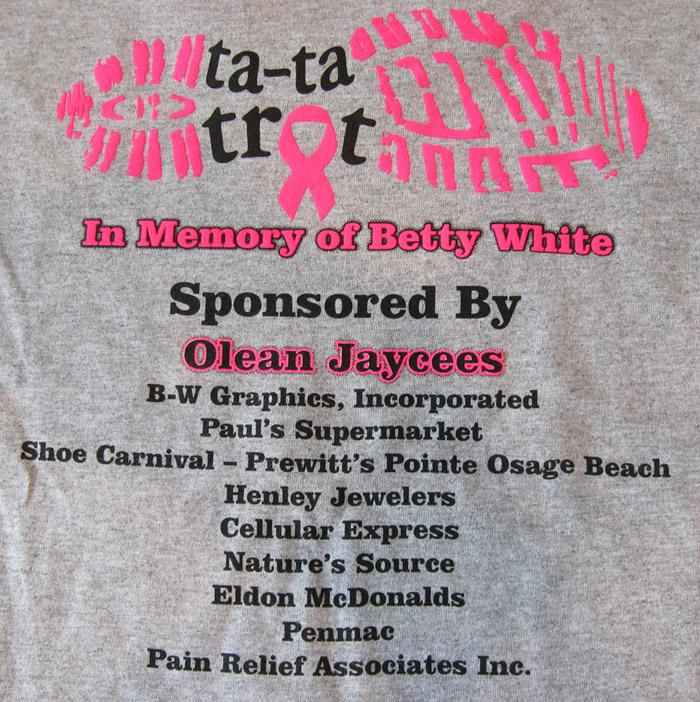 ta-ta
trot
In Memory of Betty White
Sponsored By
Olean Jaycees
B-W Graphics, Incorporated
Paul's Supermarket
Shoe Carnival – Prewitt's Pointe Osage Beach
Henley Jewelers
Cellular Express
Nature's Source
Eldon McDonalds
Penmac
Pain Relief Associates Inc.